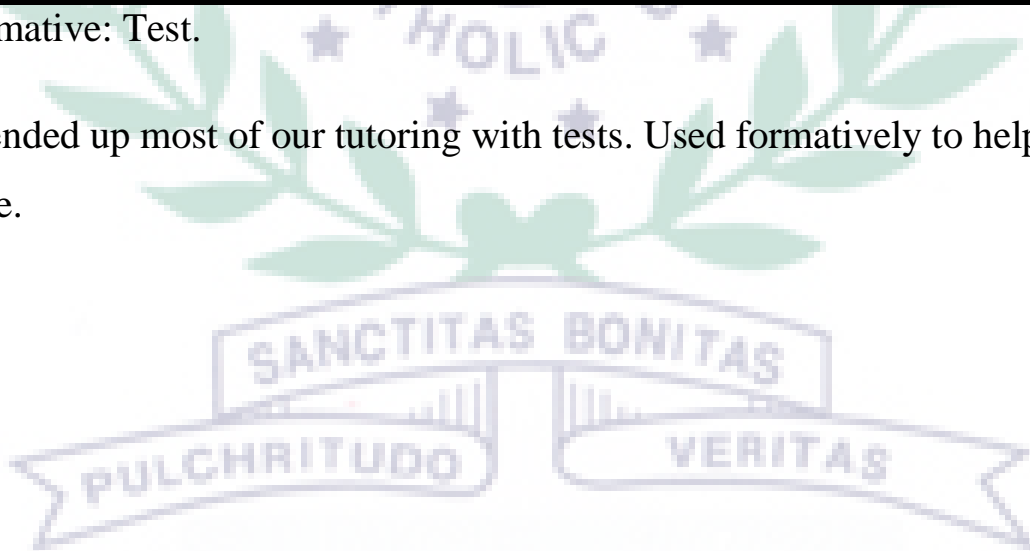 mative: Test.
HOLIC
ended up most of our tutoring with tests. Used formatively to help
e.
SANCTITAS BONITAS
PULCHRITUDO VERITAS